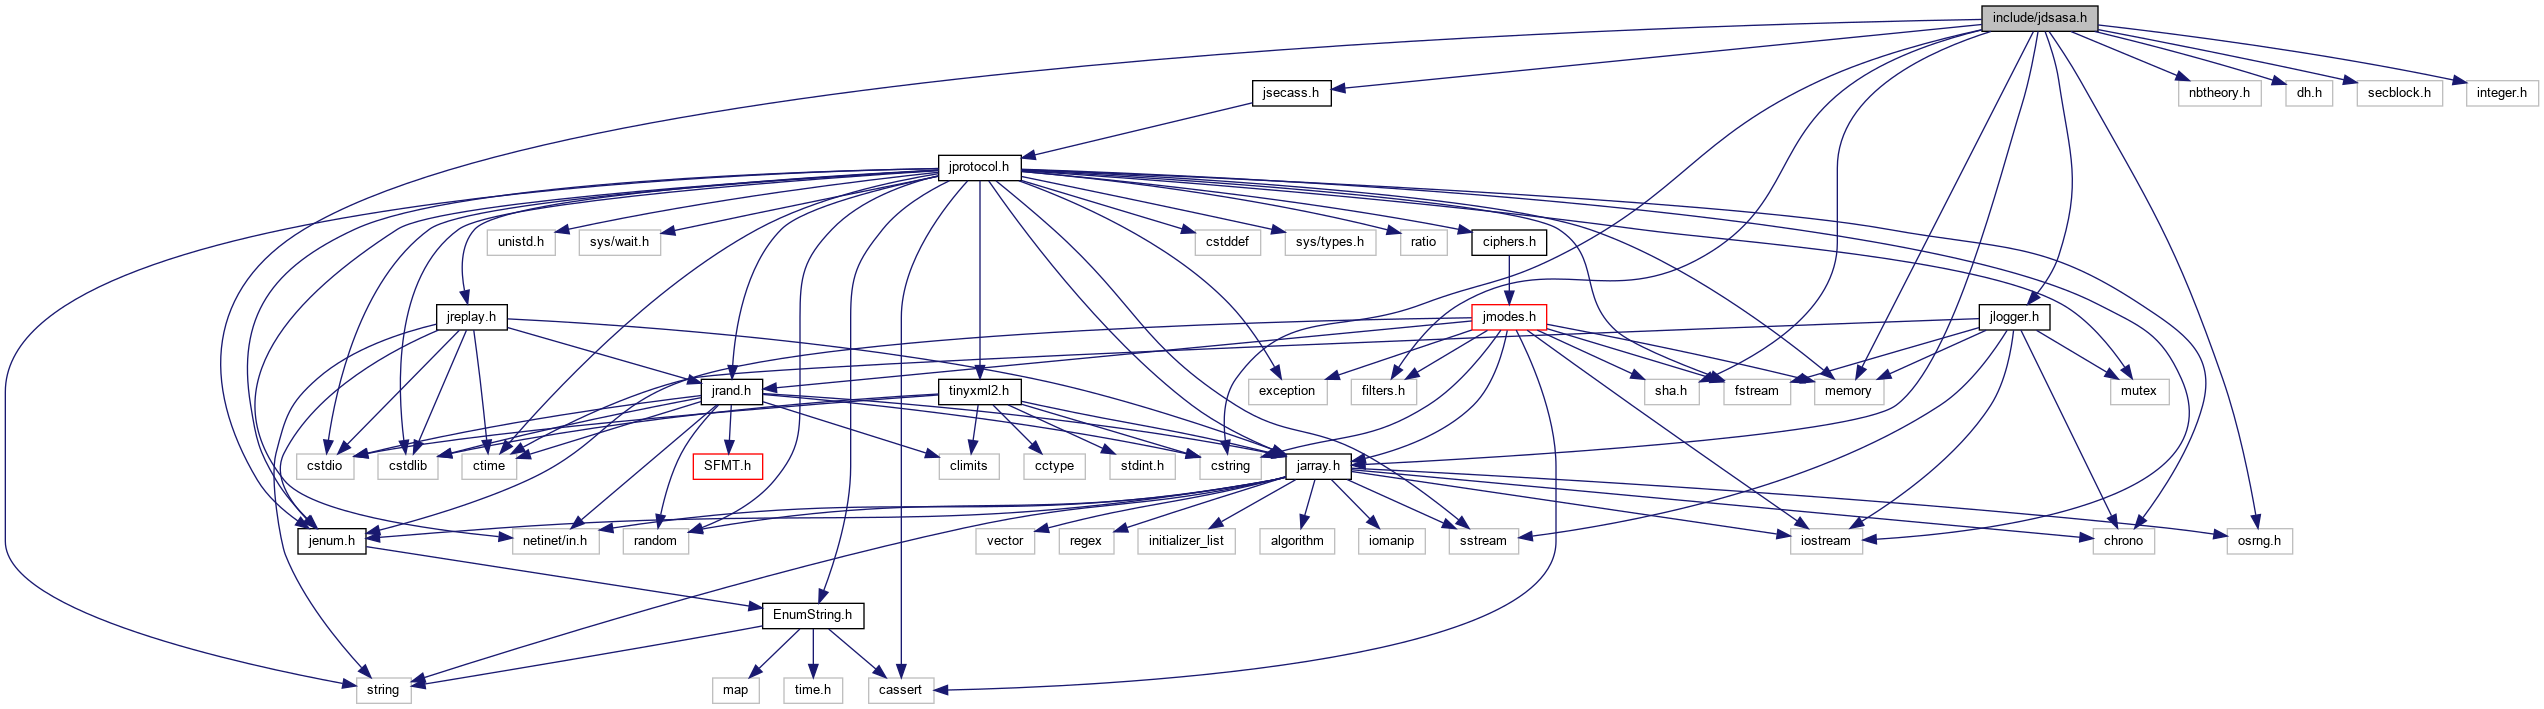 include/jdsasa.h
jsecass.h
nbtheory.h
dh.h
secblock.h
integer.h
jprotocol.h
unistd.h
sys/wait.h
cstddef
sys/types.h
ratio
ciphers.h
jreplay.h
jmodes.h
jlogger.h
jrand.h
tinyxml2.h
exception
filters.h
sha.h
fstream
memory
mutex
cstdio
cstdlib
ctime
SFMT.h
climits
cctype
stdint.h
cstring
jarray.h
jenum.h
netinet/in.h
random
vector
regex
initializer_list
algorithm
iomanip
sstream
iostream
chrono
osrng.h
EnumString.h
string
map
time.h
cassert